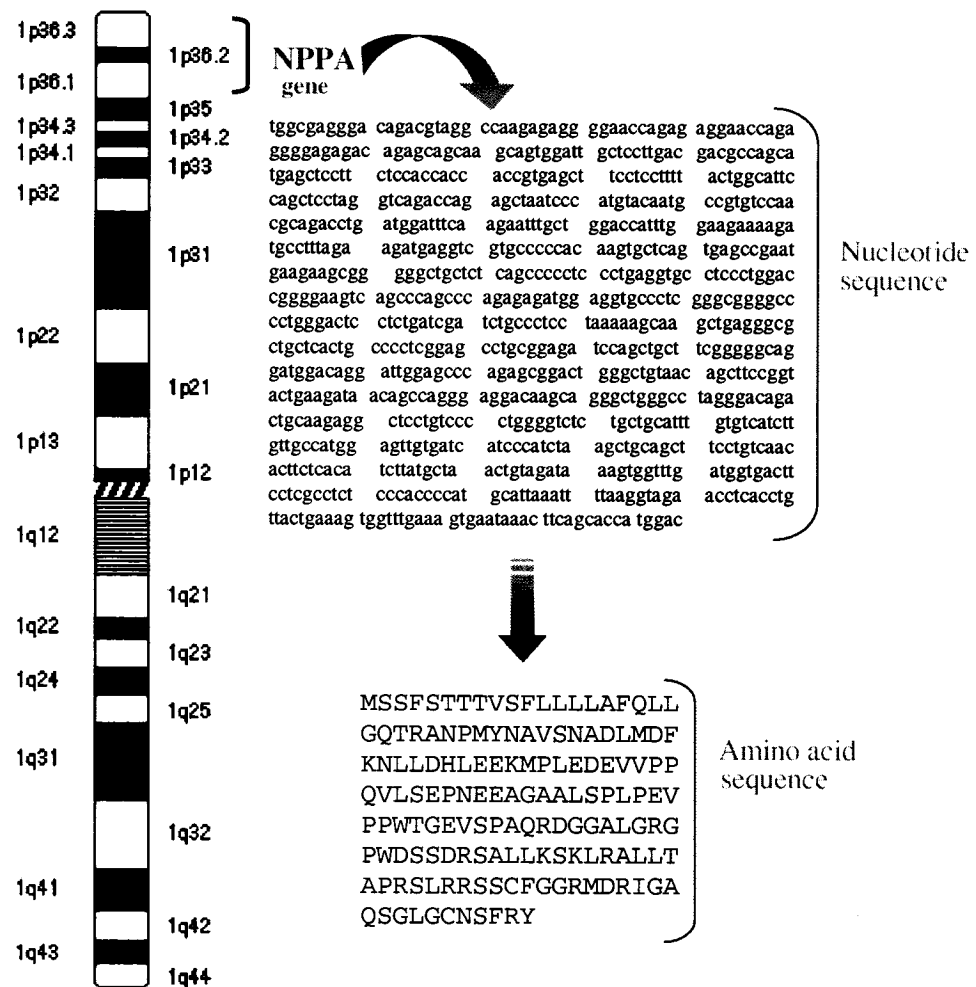 1p36.3
1p36.2
1p36.1
1p35
1p34.3
1p34.2
1p34.1
1p33
1p32
1p31
1p22
1p21
1p13
1p12
1q12
1q21
1q22
1q23
1q24
1q25
1q31
1q32
1q41
1q42
1q43
1q44
NPPA
gene
tggcgaggga cagacgtagg ccaagagagg ggaaccagag aggaaccaga
ggggagagac agagcagcaa gcagtggatt gctccttgac gacgccagca
tgagctcctt ctccaccacc accgtgagct tcctcctttt actggcattc
cagctcctag gtcagaccag agctaatccc atgtacaatg ccgtgtccaa
cgcagacctg atggatttca agaatttgct ggaccatttg gaagaaaaga
tgcctttaga agatgaggtc gtgcccccac aagtgctcag tgagccgaat
gaagaagcgg gggctgctct cagccccctc cctgaggtgc ctccctggac
cggggaagtc agcccagccc agagagatgg aggtgccctc gggcggggcc
cctgggactc ctctgatcga tctgccctcc taaaaagcaa gctgagggcg
ctgctcactg cccctcggag cctgcggaga tccagctgct tcgggggcag
gatggacagg attggagccc agagcggact gggctgtaac agcttccggt
actgaagata acagccaggg aggacaagca gggctgggcc tagggacaga
ctgcaagagg ctcctgtccc ctggggtctc tgctgcattt gtgtcatctt
gttgccatgg agttgtgatc atcccatcta agctgcagct tcctgtcaac
acttctcaca tcttatgcta actgtagata aagtggtttg atggtgactt
cctcgcctct cccaccccat gcattaaatt ttaaggtaga acctcacctg
ttactgaaag tggtttgaaa gtgaataaac ttcagcacca tggac
Nucleotide
sequence
MSSFSTTTVSFLLLLAFQLL
GQTRANPMYNAVSNADLMDF
KNLLDHLEEKMPLEDEVVPP
QVLSEPNEEAGAALSPLPEV
PPWTGEVSPAQRDGGALGRG
PWDSSDRSALLKSKLRALLT
APRSLRRSSCFGGRMDRIGA
QSGLGCNSFRY
Amino acid
sequence